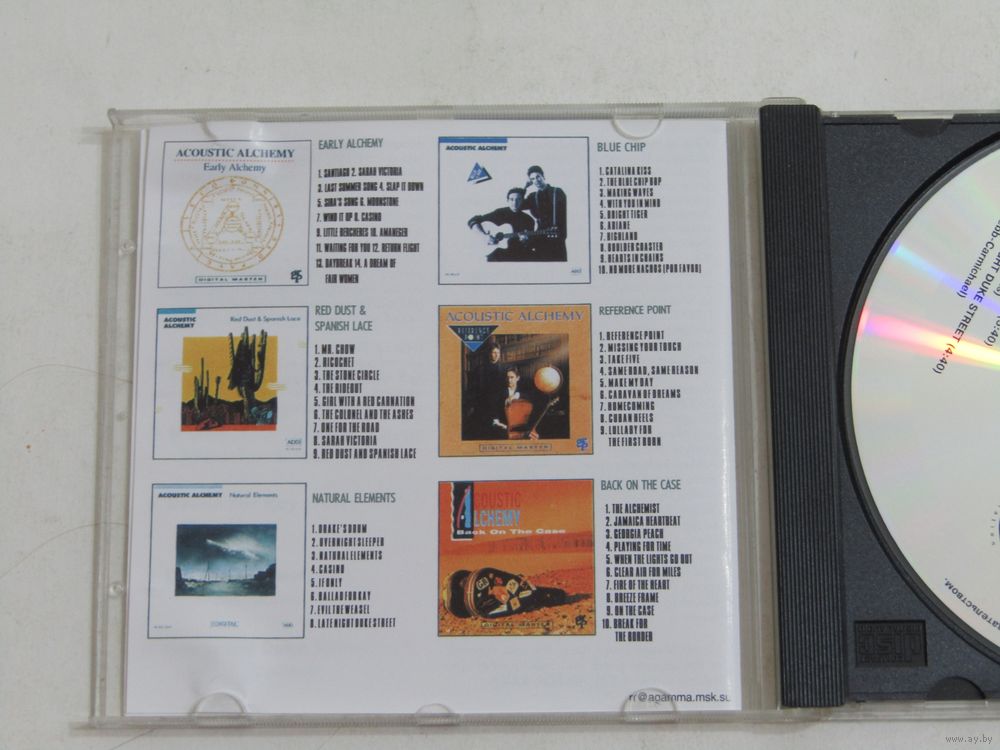 ACOUSTIC ALCHEMY
Early Alchemy
DIGITAL MASTER
EARLY ALCHEMY
1. SANTIAGO 2. SARAH VICTORIA
3. LAST SUMMER SONG 4. SLAP IT DOWN
5. SIRA'S SONG 6. MOONSTONE
7. WIND IT UP 8. CASINO
9. LITTLE BERCHERES 10. AMANECER
11. WAITING FOR YOU 12. RETURN FLIGHT
13. DAYBREAK 14. A DREAM OF
FAIR WOMEN
ACOUSTIC ALCHEMY
BLUE CHIP
1. CATALINA KISS
2. THE BLUE CHIP BOP
3. MAKING WAVES
4. WITH YOU IN MIND
5. BRIGHT TIGER
6. ARIANE
7. HIGHLAND
8. BOULDER COASTER
9. HEARTS IN CHAINS
10. NO MORE NACHOS (POR FAVOR)
ACOUSTIC
ALCHEMY
Red Dust & Spanish Lace
RED DUST &
SPANISH LACE
1. MR. CHOW
2. RICOCHET
3. THE STONE CIRCLE
4. THE RIDEOUT
5. GIRL WITH A RED CARNATION
6. THE COLONEL AND THE ASHES
7. ONE FOR THE ROAD
8. SARAH VICTORIA
9. RED DUST AND SPANISH LACE
ACOUSTIC ALCHEMY
REFERENCE
POINT
DIGITAL MASTER
REFERENCE POINT
1. REFERENCE POINT
2. MISSING YOUR TOUCH
3. TAKE FIVE
4. SAME ROAD, SAME REASON
5. MAKE MY DAY
6. CARAVAN OF DREAMS
7. HOMECOMING
8. CUBAN HEELS
9. LULLABY FOR
THE FIRST BORN
ACOUSTIC ALCHEMY Natural Elements
NATURAL ELEMENTS
1. DRAKE'S DRUM
2. OVERNIGHT SLEEPER
3. NATURAL ELEMENTS
4. CASINO
5. IF ONLY
6. BALLAD FOR KAY
7. EVIL THE WEASEL
8. LATE NIGHT DUKE STREET
ACOUSTIC
ALCHEMY
Back On The Case
DIGITAL MASTER
BACK ON THE CASE
1. THE ALCHEMIST
2. JAMAICA HEARTBEAT
3. GEORGIA PEACH
4. PLAYING FOR TIME
5. WHEN THE LIGHTS GO OUT
6. CLEAR AIR FOR MILES
7. FIRE OF THE HEART
8. BREEZE FRAME
9. ON THE CASE
10. BREAK FOR
THE BORDER
rr@agamma.msk.su
bb-Carmichael)
DUKE STREET (4:40)
disc
www.ay.by